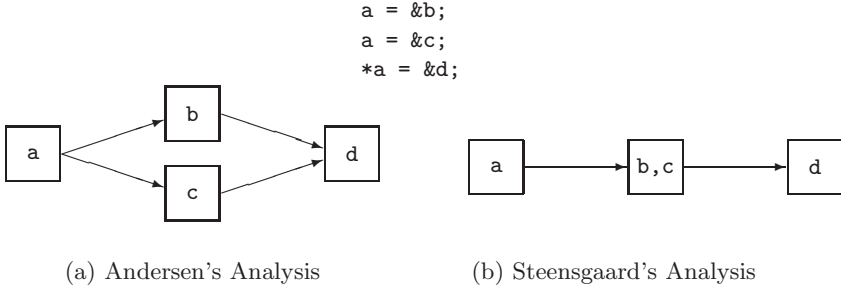 a = &b;
a = &c;
*a = &d;
a
b
c
d
a
b,c
d
(a) Andersen's Analysis
(b) Steensgaard's Analysis